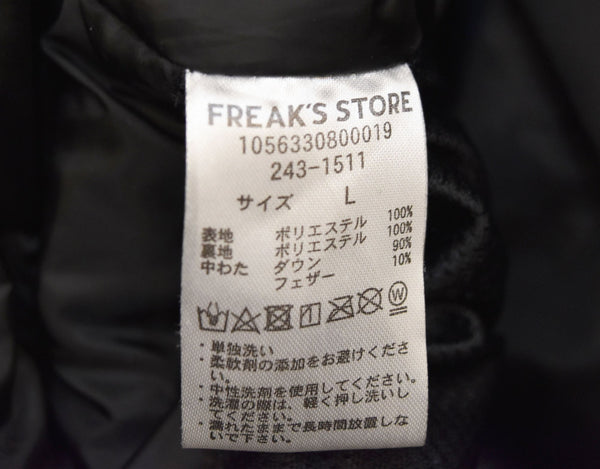 FREAK'S STORE
1056330800019
243-1511
サイズ L
表地 ポリエステル 100%
裏地 ポリエステル 100%
中わた ダウン 90%
フェザー 10%
W
・単独洗い
・柔軟剤の添加をお避けくださ
い。
・中性洗剤を使用してください。
・洗濯の際は、軽く押し洗いし
てください。
・濡れたままで長時間放置しな
いで下さい。